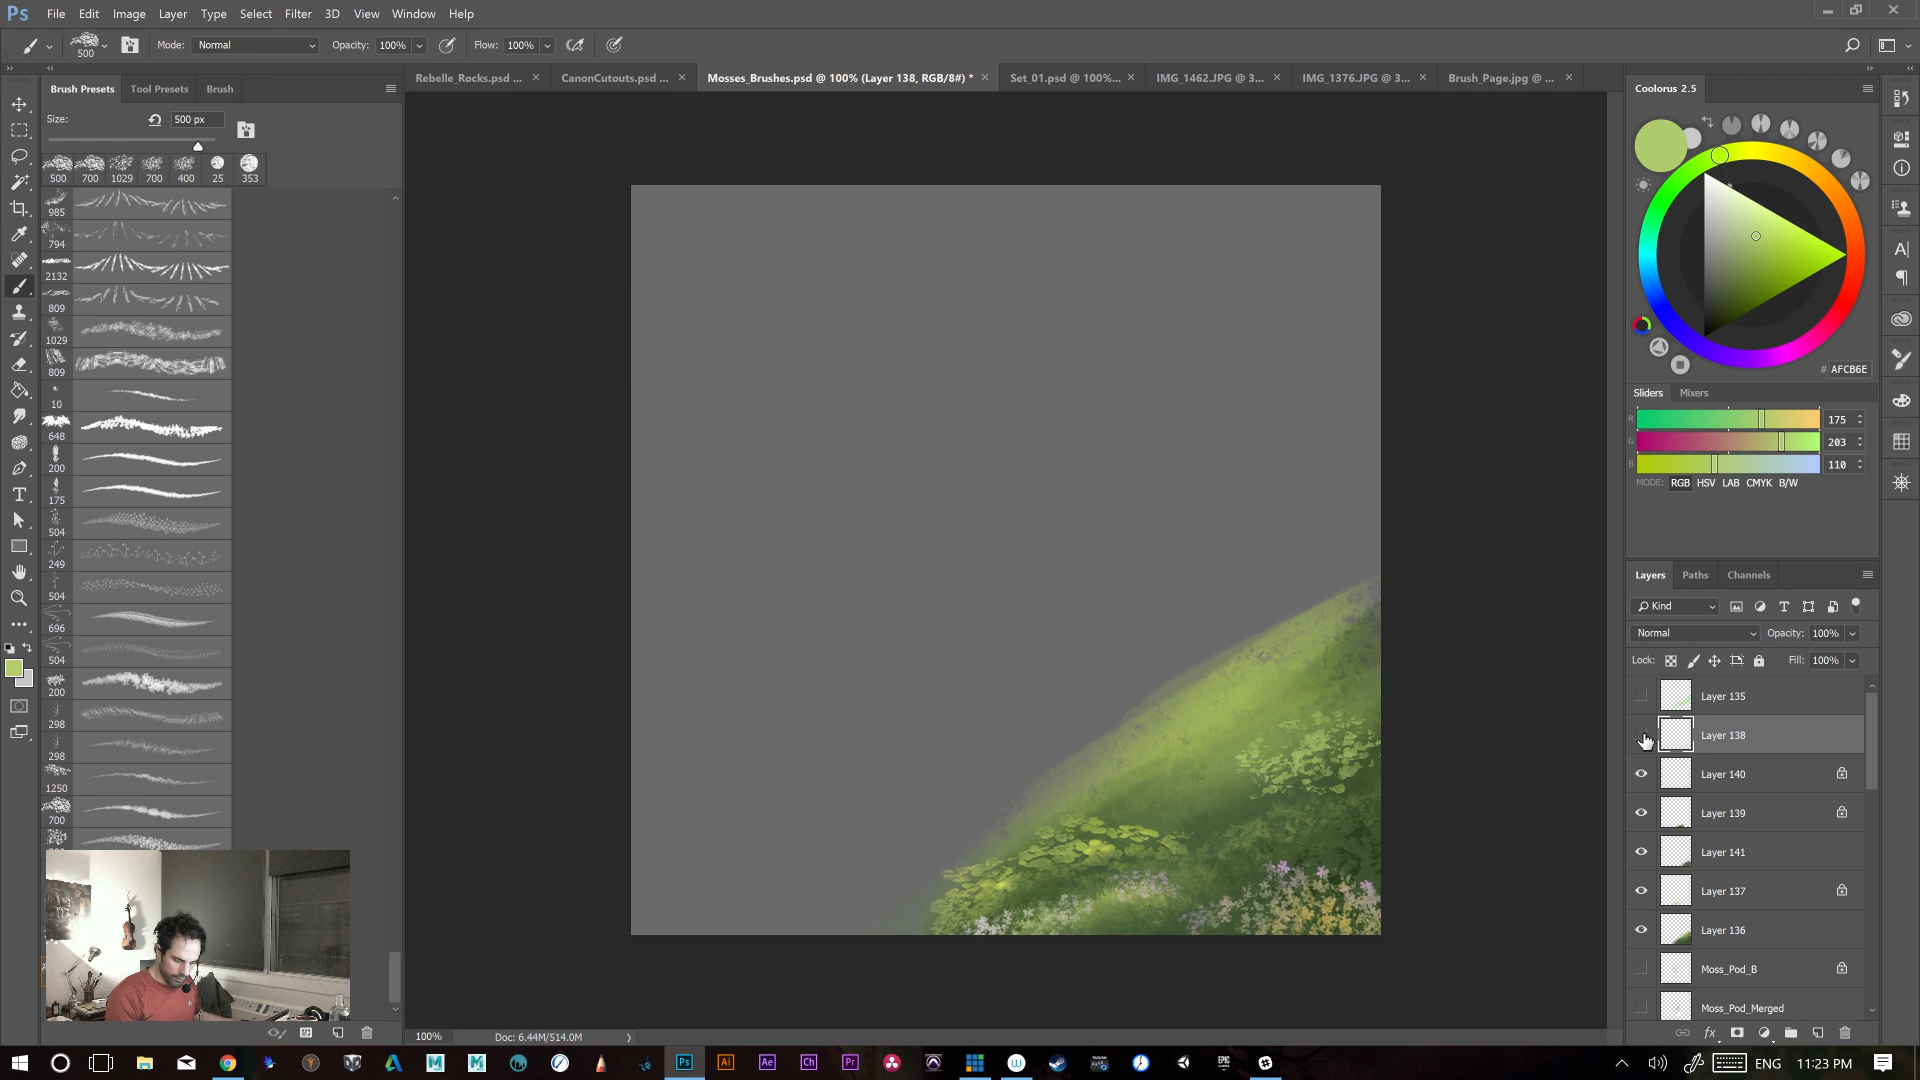 Ps File Edit Image Layer Type Select Filter 3D View Window Help
500 Mode: Normal Opacity: 100% Flow: 100%
Brush Presets Tool Presets Brush
Rebelle_Rocks.psd ... CanonCutouts.psd ... Mosses_Brushes.psd @ 100% (Layer 138, RGB/8#) * Set_01.psd @ 100%... IMG_1462.JPG @ 3... IMG_1376.JPG @ 3... Brush_Page.jpg @ ...
Coolorus 2.5
Size: 500 px
500 700 1029 700 400 25 353
985
794
2132
809
1029
809
10
648
200
175
504
249
504
696
504
200
298
298
1250
700
# AFCB6E
Sliders Mixers
R 175
G 203
B 110
MODE: RGB HSV LAB CMYK B/W
Layers Paths Channels
Kind
Normal Opacity: 100%
Lock: Fill: 100%
Layer 135
Layer 138
Layer 140
Layer 139
Layer 141
Layer 137
Layer 136
Moss_Pod_B
Moss_Pod_Merged
fx
100% Doc: 6.44M/514.0M
Ps Ai Ae Ch Pr ENG 11:23 PM